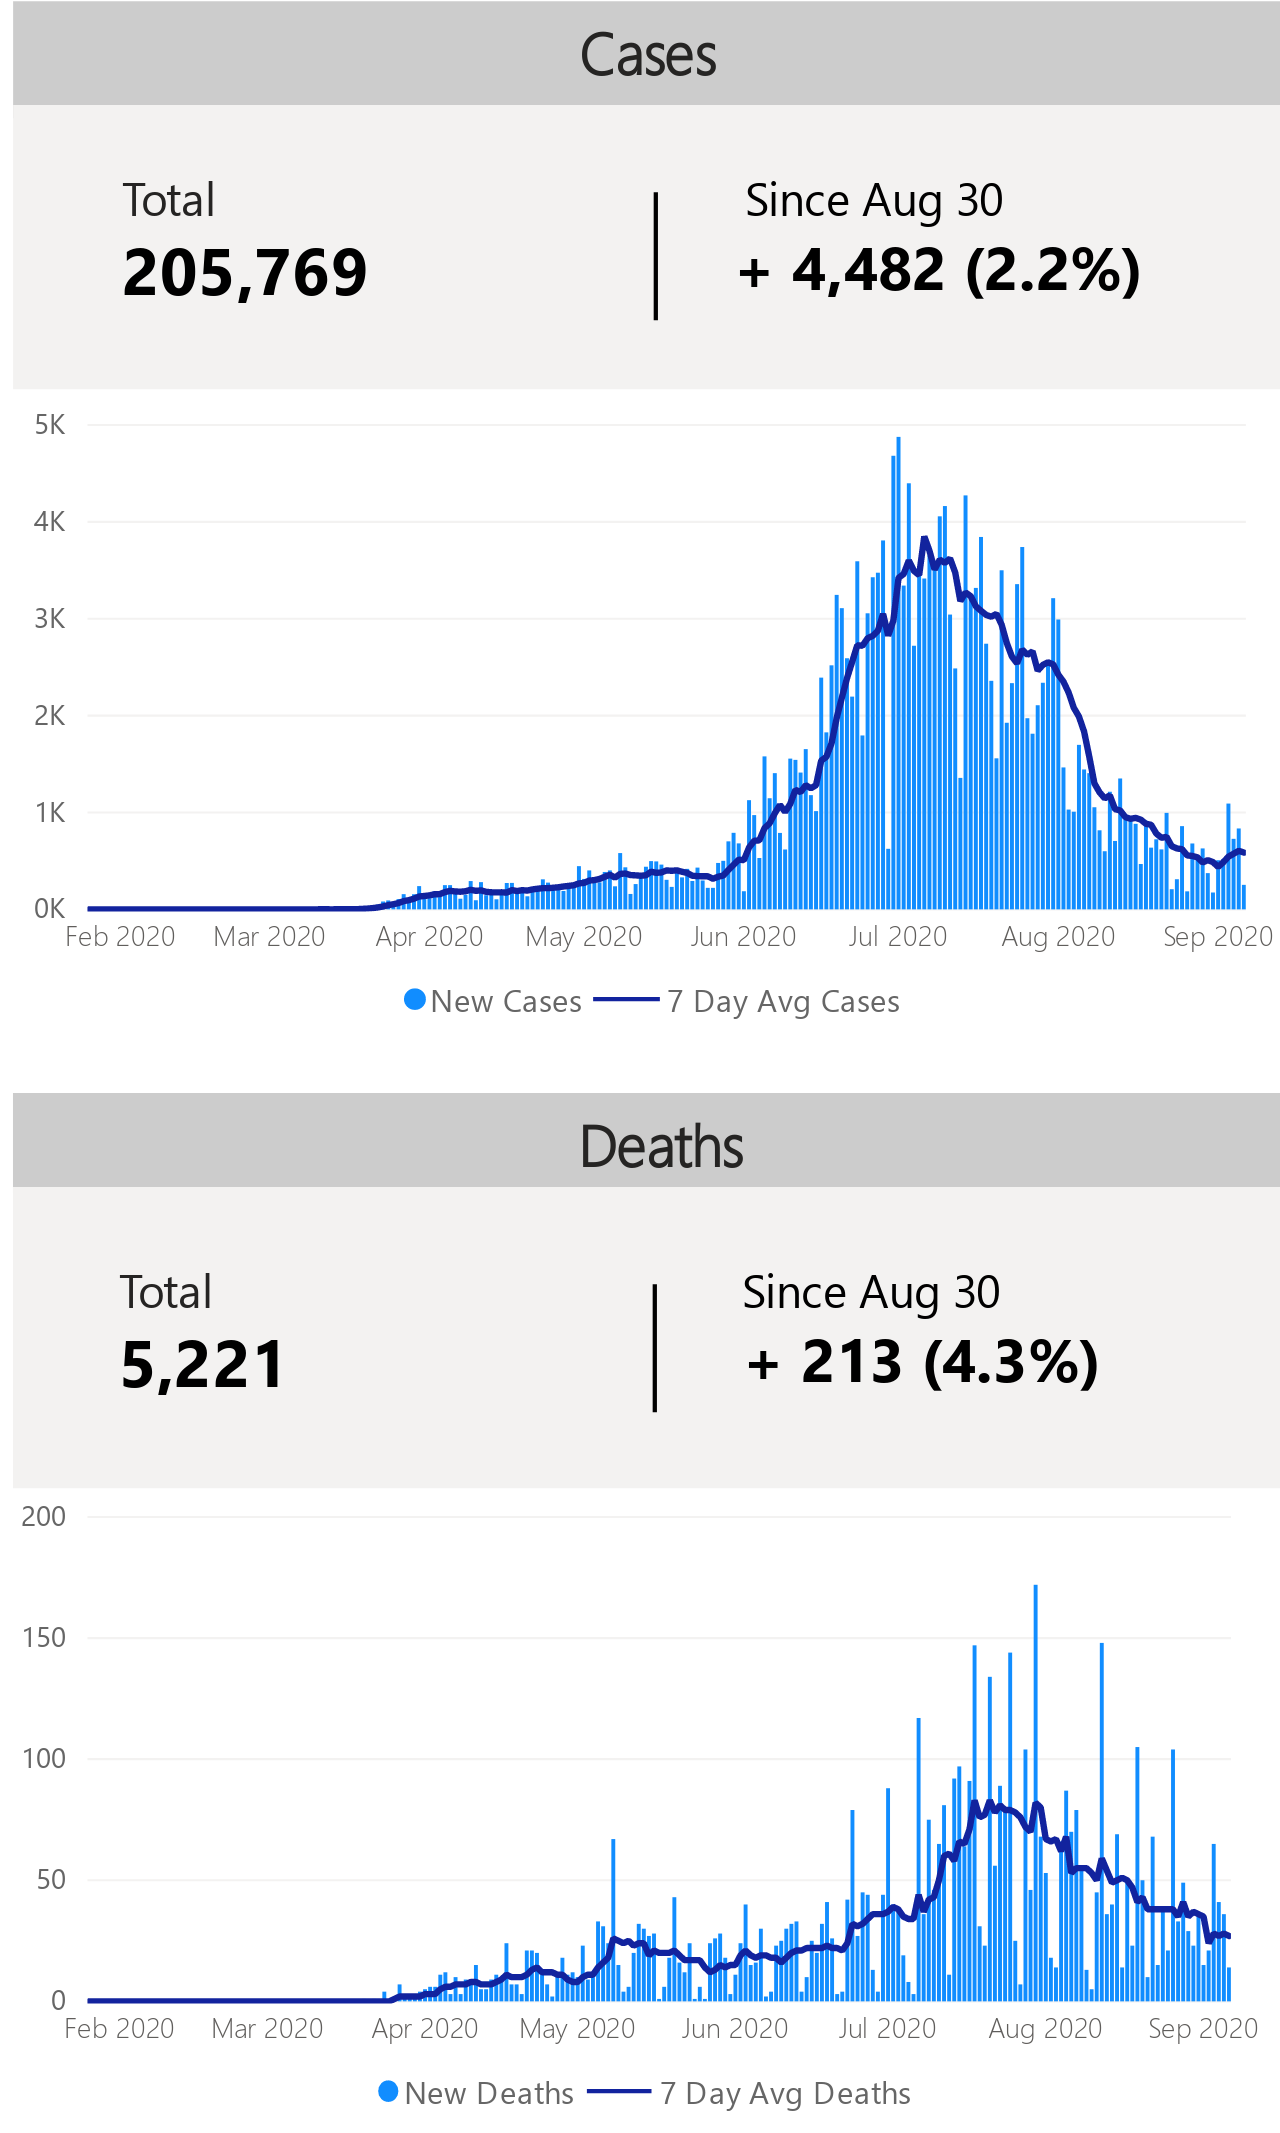 Cases
Total
205,769
Since Aug 30
+ 4,482 (2.2%)
5K
4K
3K
2K
1K
0K
Feb 2020 Mar 2020 Apr 2020 May 2020 Jun 2020 Jul 2020 Aug 2020 Sep 2020
New Cases 7 Day Avg Cases
Deaths
Total
5,221
Since Aug 30
+ 213 (4.3%)
200
150
100
50
0
Feb 2020 Mar 2020 Apr 2020 May 2020 Jun 2020 Jul 2020 Aug 2020 Sep 2020
New Deaths 7 Day Avg Deaths